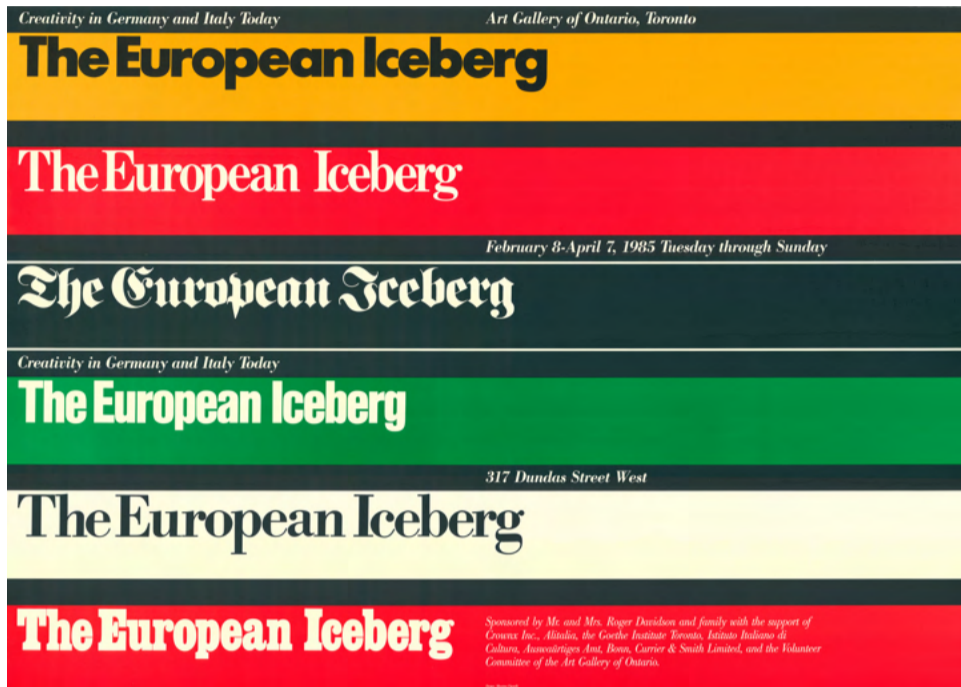 Creativity in Germany and Italy Today
Art Gallery of Ontario, Toronto
The European Iceberg
The European Iceberg
February 8-April 7, 1985 Tuesday through Sunday
The European Iceberg
Creativity in Germany and Italy Today
The European Iceberg
317 Dundas Street West
The European Iceberg
The European Iceberg
Sponsored by Mr. and Mrs. Roger Davidson and family with the support of
Crownx Inc., Alitalia, the Goethe Institute Toronto, Istituto Italiano di
Cultura, Auswaürtiges Amt, Bonn, Currier & Smith Limited, and the Volunteer
Committee of the Art Gallery of Ontario.